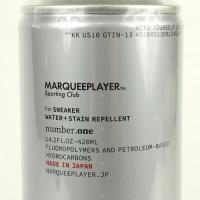 KK US10 GTIN-13
MARQUEEPLAYER™
Sporting Club
For SNEAKER
WATER+STAIN REPELLENT
number.one
14.2FL.OZ-420ML
FLUOROPOLYMERS AND PETROLEUM-BASED
HYDROCARBONS
MADE IN JAPAN
MARQUEEPLAYER.JP